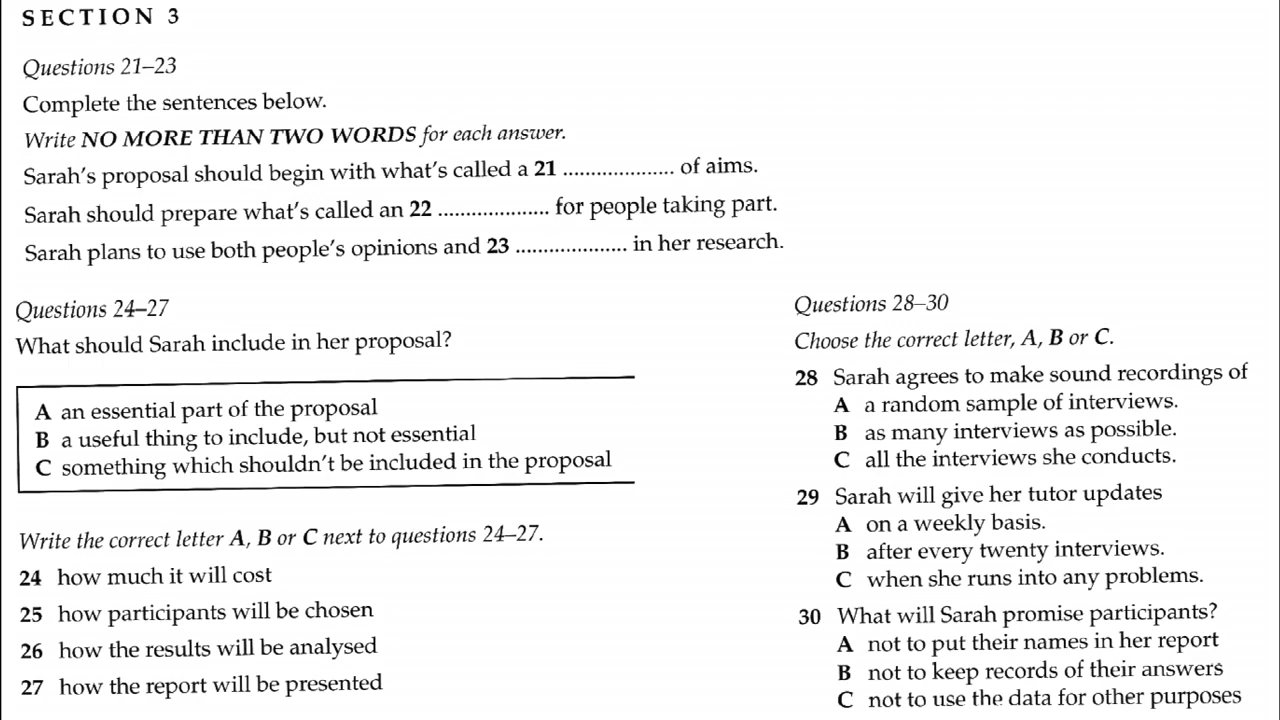 SECTION 3
Questions 21–23
Complete the sentences below.
Write NO MORE THAN TWO WORDS for each answer.
Sarah's proposal should begin with what's called a 21 .................... of aims.
Sarah should prepare what's called an 22 .................... for people taking part.
Sarah plans to use both people's opinions and 23 .................... in her research.
Questions 24–27
What should Sarah include in her proposal?
A an essential part of the proposal
B a useful thing to include, but not essential
C something which shouldn't be included in the proposal
Write the correct letter A, B or C next to questions 24–27.
24 how much it will cost
25 how participants will be chosen
26 how the results will be analysed
27 how the report will be presented
Questions 28–30
Choose the correct letter, A, B or C.
28 Sarah agrees to make sound recordings of
A a random sample of interviews.
B as many interviews as possible.
C all the interviews she conducts.
29 Sarah will give her tutor updates
A on a weekly basis.
B after every twenty interviews.
C when she runs into any problems.
30 What will Sarah promise participants?
A not to put their names in her report
B not to keep records of their answers
C not to use the data for other purposes